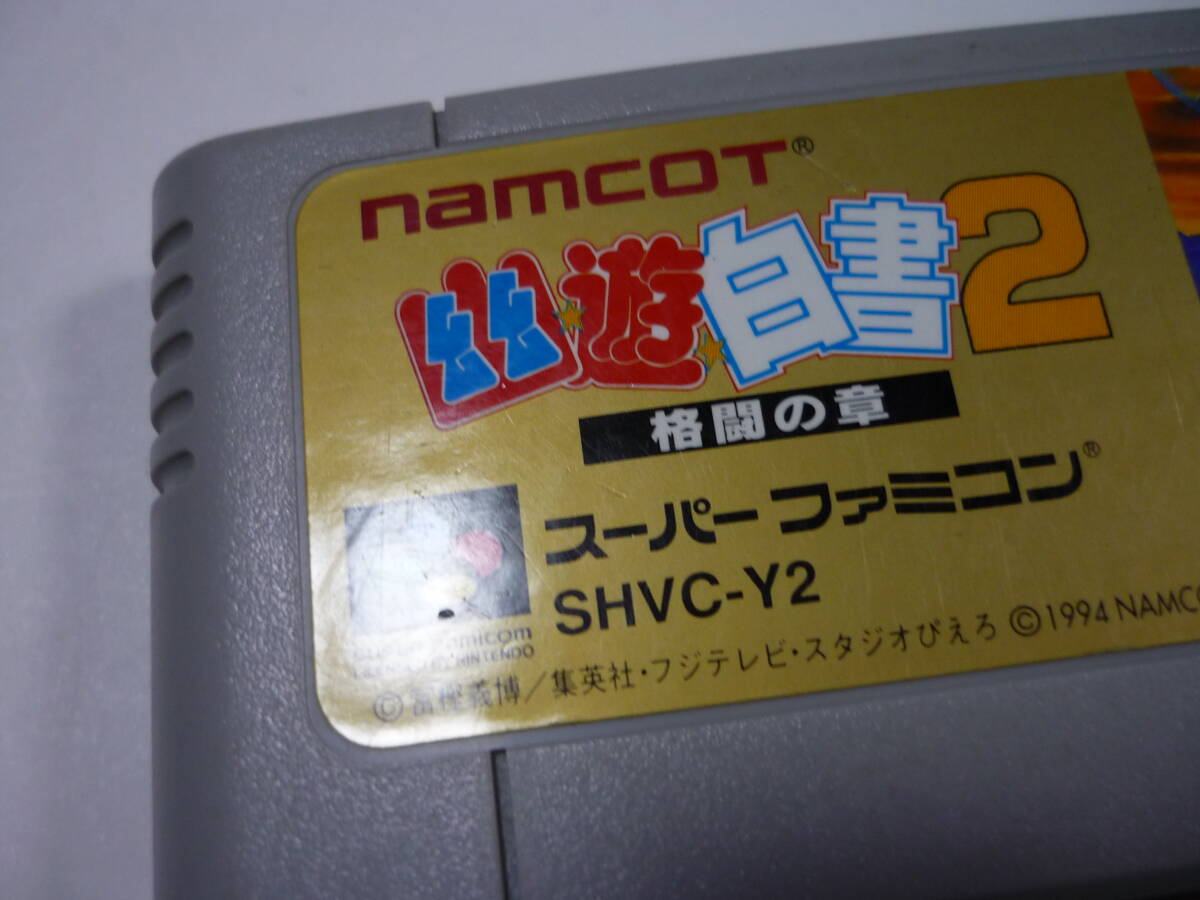 namcot®
幽☆遊☆白書2
格闘の章
スーパーファミコン®
SHVC-Y2
© 冨樫義博／集英社・フジテレビ・スタジオぴえろ ©1994 NAMCO